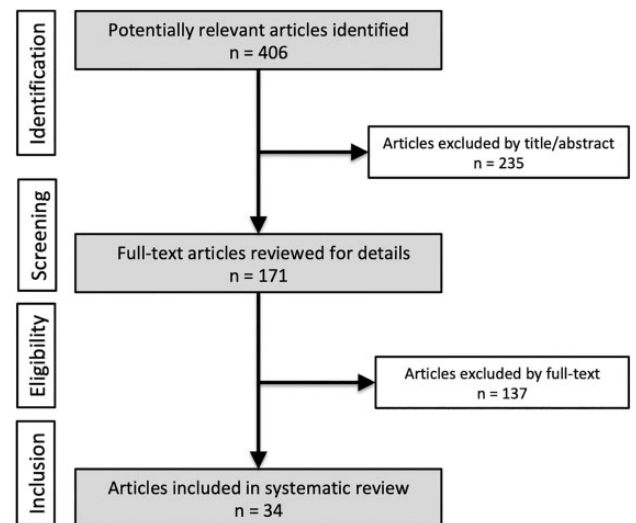 Identification
Potentially relevant articles identified
n = 406
Articles excluded by title/abstract
n = 235
Screening
Full-text articles reviewed for details
n = 171
Eligibility
Articles excluded by full-text
n = 137
Inclusion
Articles included in systematic review
n = 34